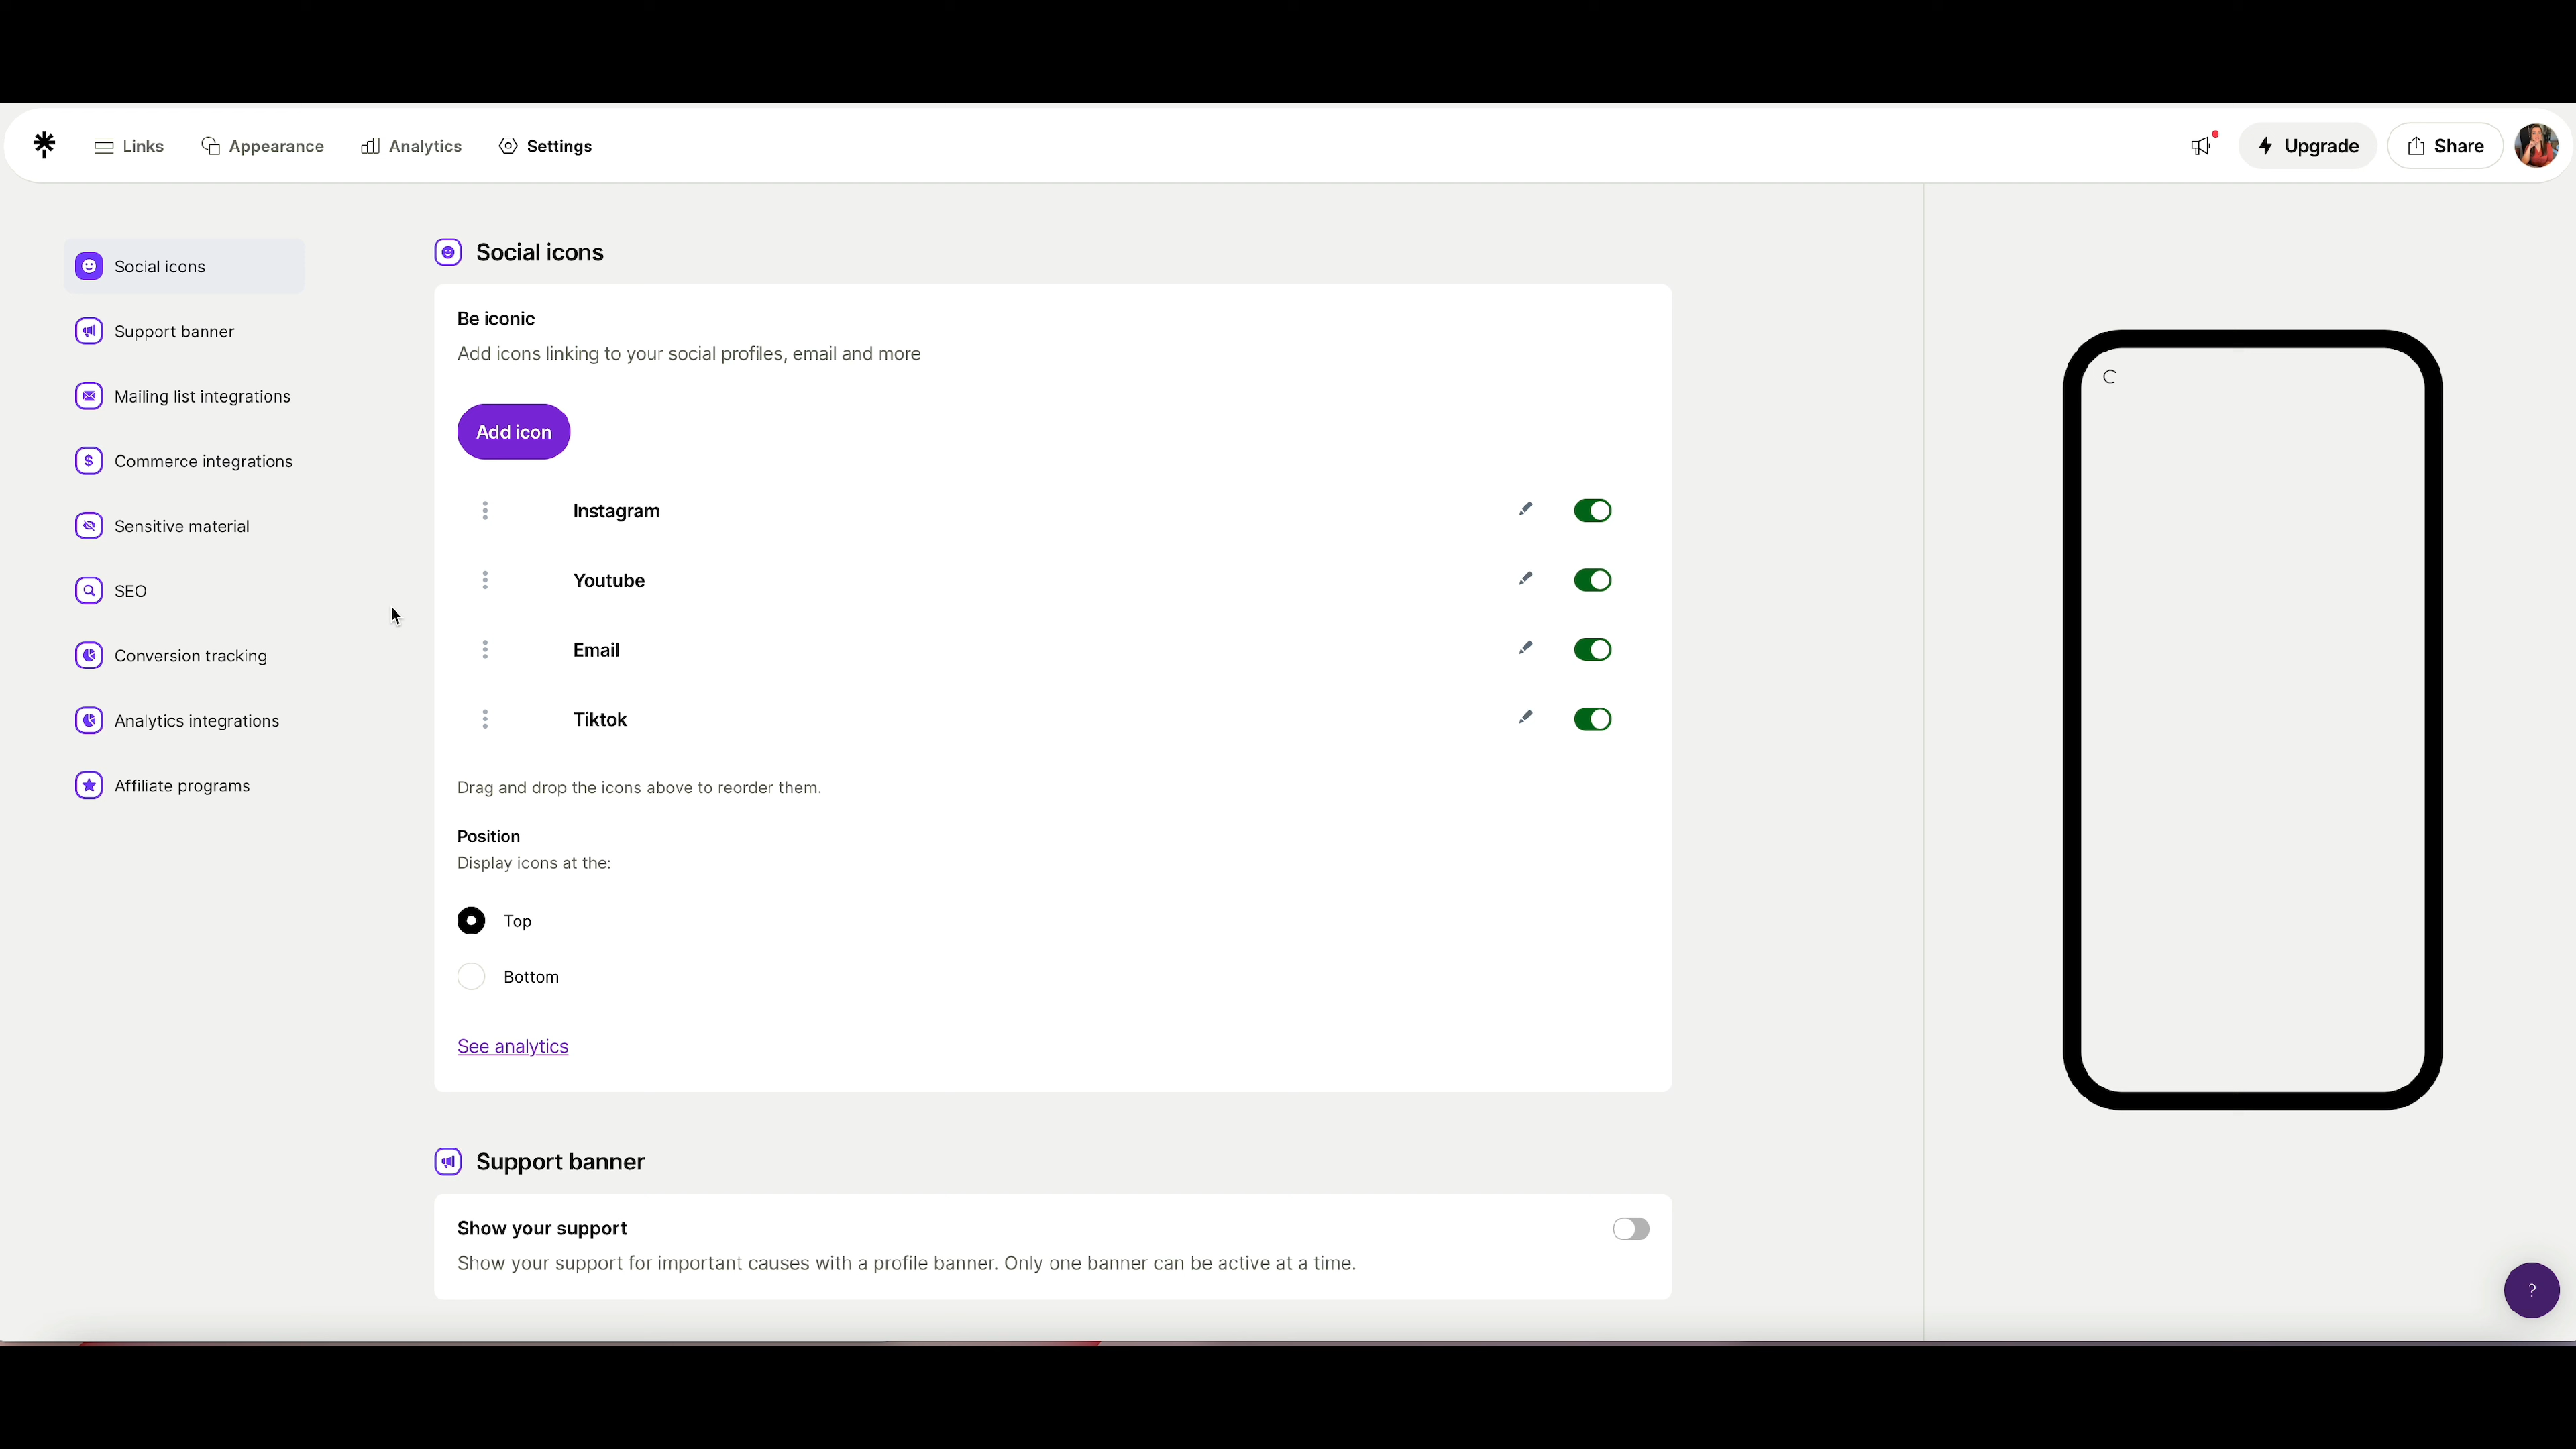 Links
Appearance
Analytics
Settings
Upgrade
Share
Social icons
Support banner
Mailing list integrations
Commerce integrations
Sensitive material
SEO
Conversion tracking
Analytics integrations
Affiliate programs
Social icons
Be iconic
Add icons linking to your social profiles, email and more
Add icon
Instagram
Youtube
Email
Tiktok
Drag and drop the icons above to reorder them.
Position
Display icons at the:
Top
Bottom
See analytics
Support banner
Show your support
Show your support for important causes with a profile banner. Only one banner can be active at a time.
?